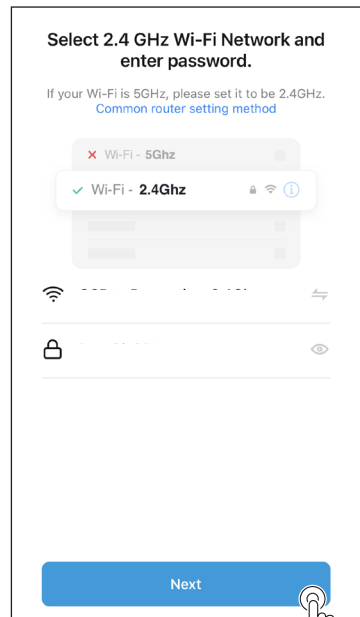 Select 2.4 GHz Wi-Fi Network and
enter password.
If your Wi-Fi is 5GHz, please set it to be 2.4GHz.
Common router setting method
Wi-Fi - 5Ghz
Wi-Fi - 2.4Ghz
Next